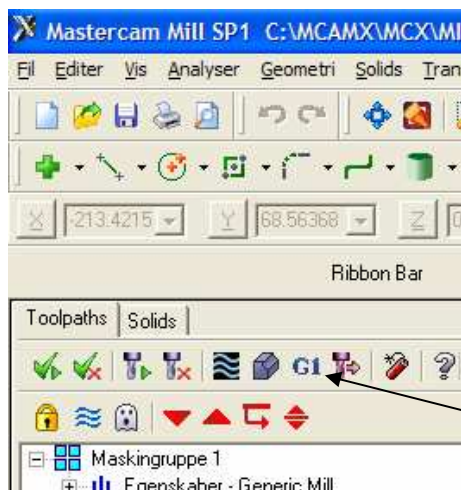 Mastercam Mill SP1 C:\MCAMX\MCX\MI
Fil Editer Vis Analyser Geometri Solids Tran
X -213.4215 Y 68.56368 Z 0
Ribbon Bar
Toolpaths Solids
G1
Maskingruppe 1
Egenskaber - Generic Mill